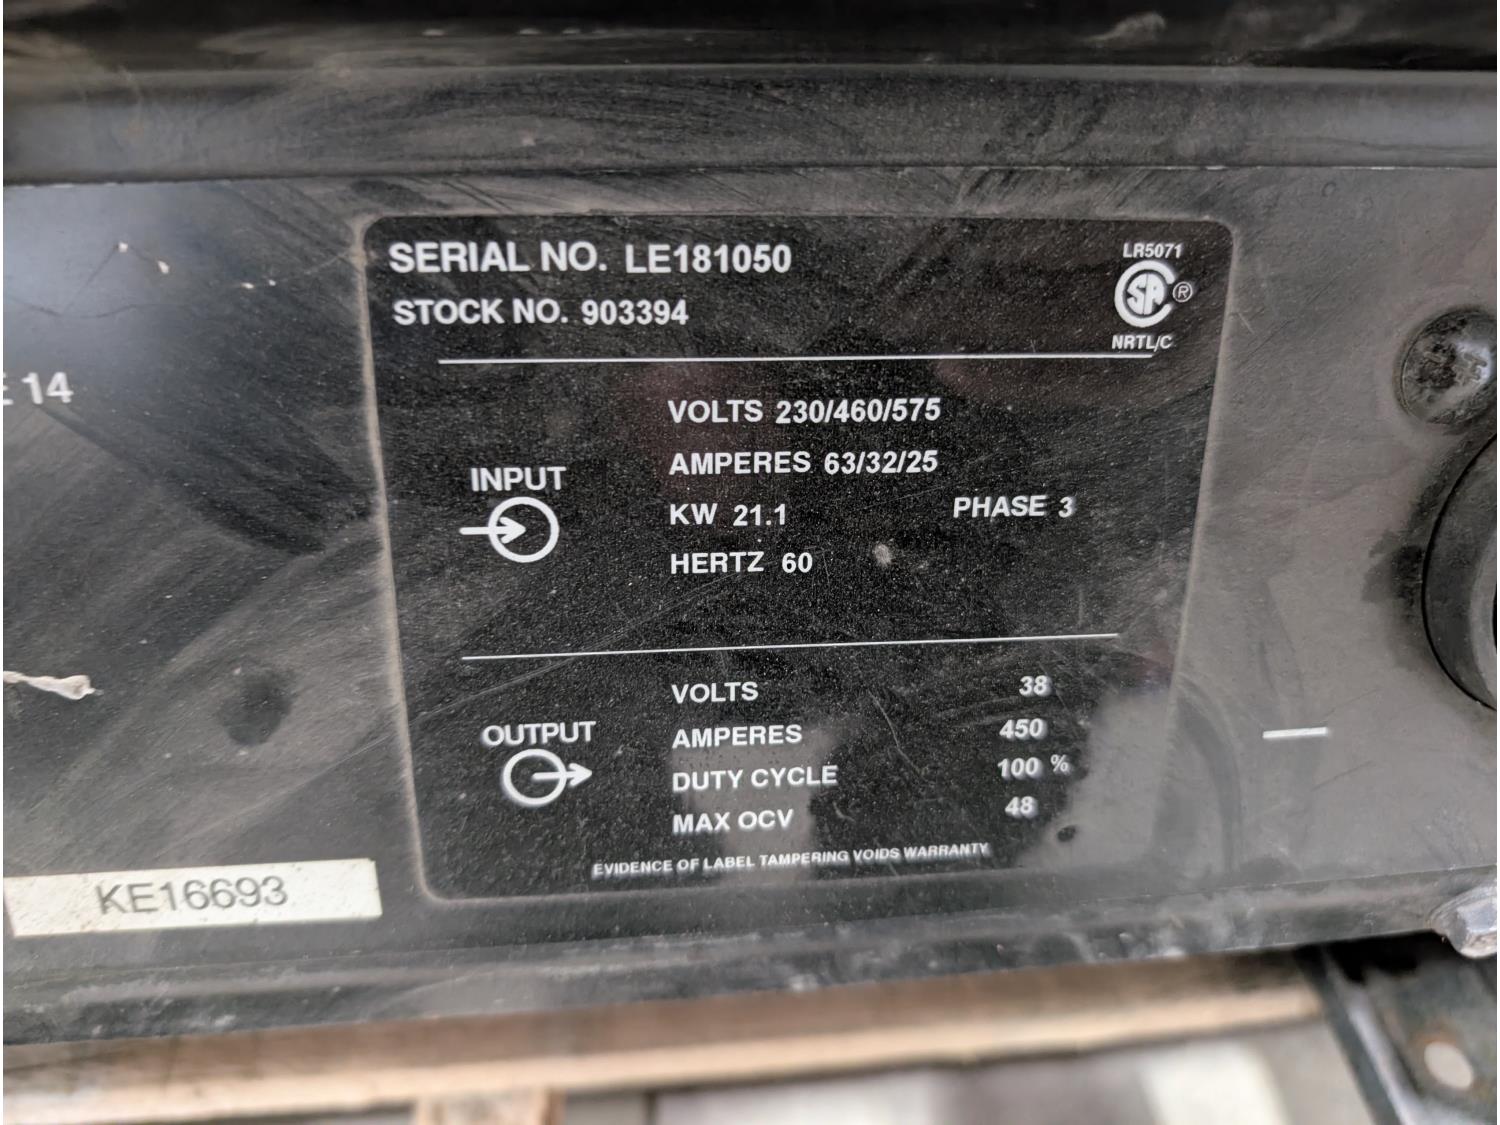 SERIAL NO. LE181050
STOCK NO. 903394
LR5071
SA ®
NRTL/C
14
INPUT
VOLTS 230/460/575
AMPERES 63/32/25
KW 21.1
PHASE 3
HERTZ 60
OUTPUT
VOLTS 38
AMPERES 450
DUTY CYCLE 100 %
MAX OCV 48
EVIDENCE OF LABEL TAMPERING VOIDS WARRANTY
KE16693